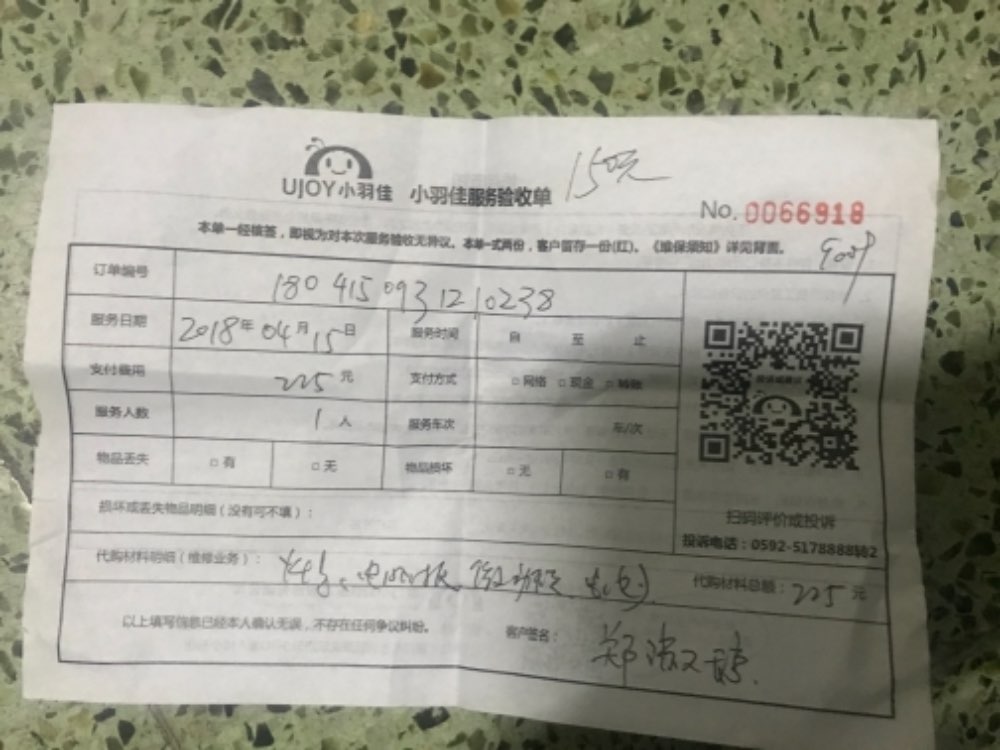 UJOY小羽佳 小羽佳服务验收单 150元
No. 0066918
本单一经核签，即视为对本次服务验收无异议。本单一式两份，客户留存一份(红)。《维保须知》详见背面。
订单编号 1804150931210238
服务日期 2018年04月15日 服务时间 自 至 止
支付费用 225元 支付方式 □网络 □现金 □转账
服务人数 1人 服务车次 车/次
物品丢失 □有 □无 物品损坏 □无 □有
损坏或丢失物品明细（没有可不填）：
扫码评价或投诉
投诉电话：0592-5178888转2
代购材料明细（维修业务）： 代购材料总额：225元
以上填写信息已经本人确认无误，不存在任何争议纠纷。 客户签名：